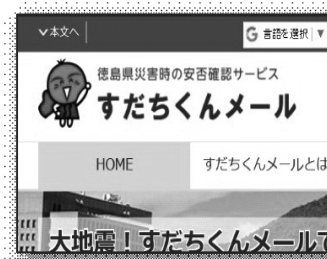 本文へ
言語を選択
徳島県災害時の安否確認サービス
すだちくんメール
HOME
すだちくんメールとは
大地震！すだちくんメールで